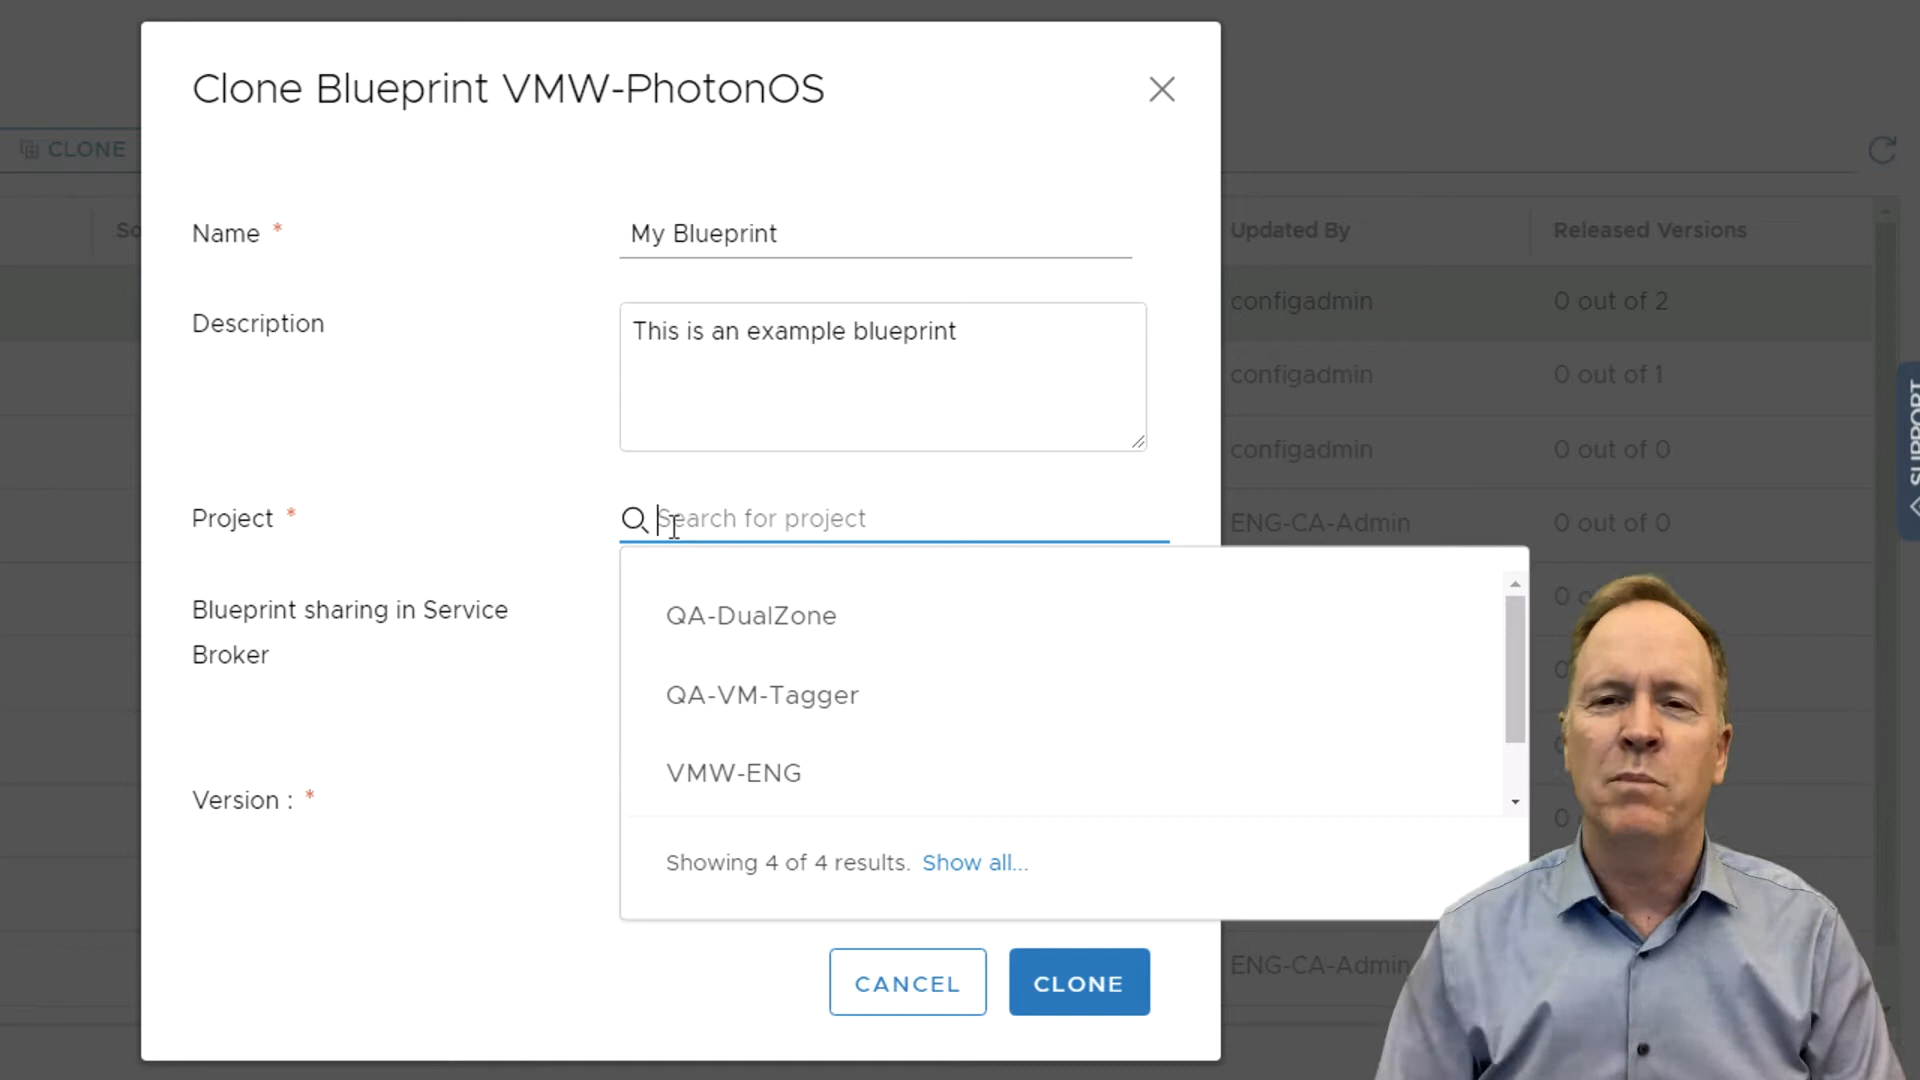 Clone Blueprint VMW-PhotonOS
CLONE
Updated By
Released Versions
Name *
My Blueprint
configadmin
0 out of 2
Description
This is an example blueprint
configadmin
0 out of 1
configadmin
0 out of 0
SUPPORT
Project *
Search for project
ENG-CA-Admin
0 out of 0
Blueprint sharing in Service
Broker
QA-DualZone
QA-VM-Tagger
VMW-ENG
Version : *
Showing 4 of 4 results. Show all...
CANCEL
CLONE
ENG-CA-Admin